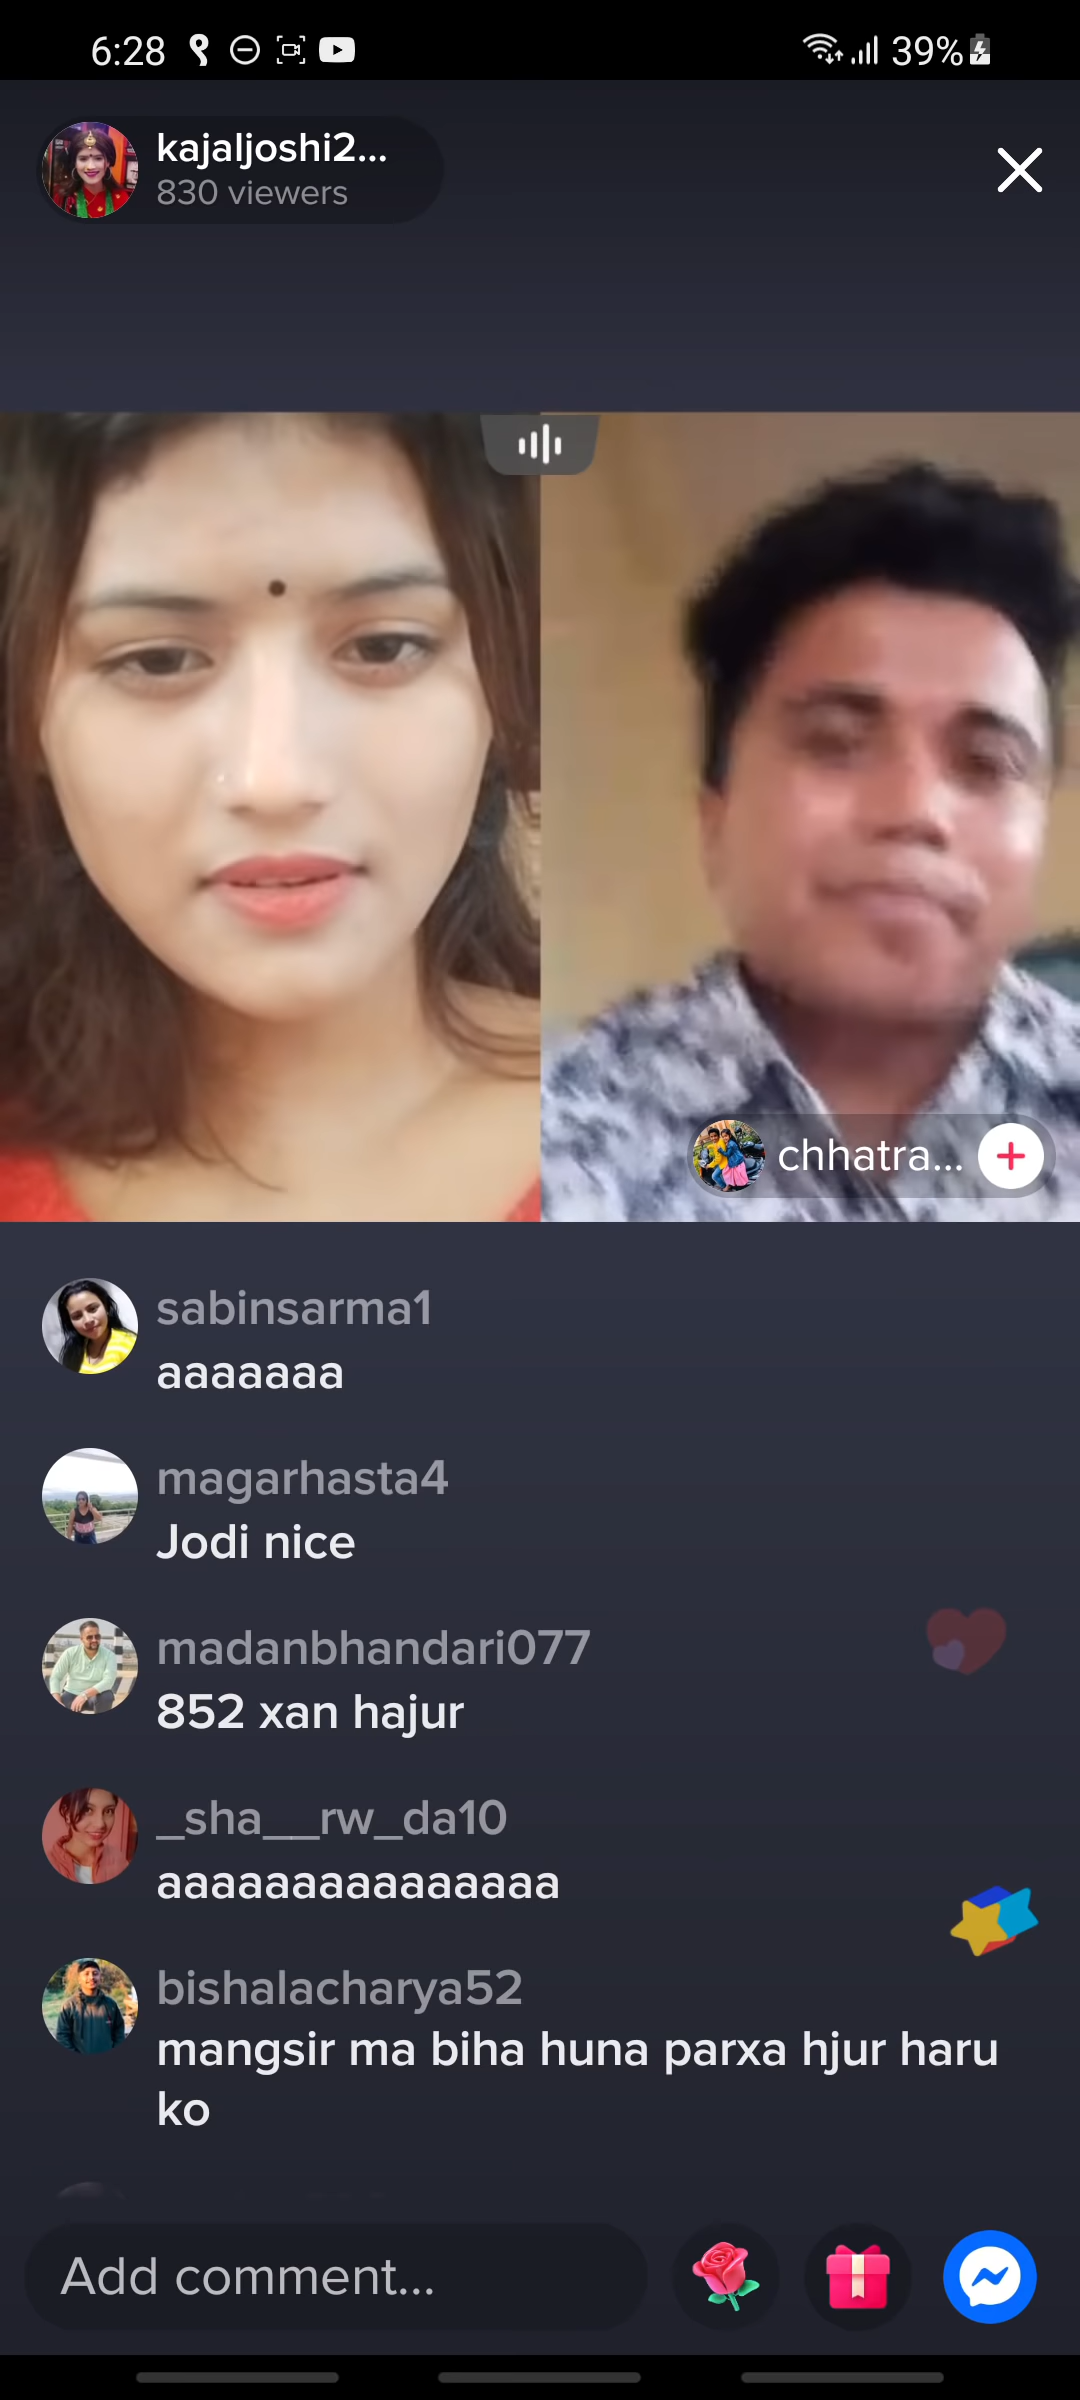 6:28
39%
kajaljoshi2...
830 viewers
chhatra...
sabinsarma1
aaaaaaa
magarhasta4
Jodi nice
madanbhandari077
852 xan hajur
_sha__rw_da10
aaaaaaaaaaaaaaa
bishalacharya52
mangsir ma biha huna parxa hjur haru
ko
Add comment...